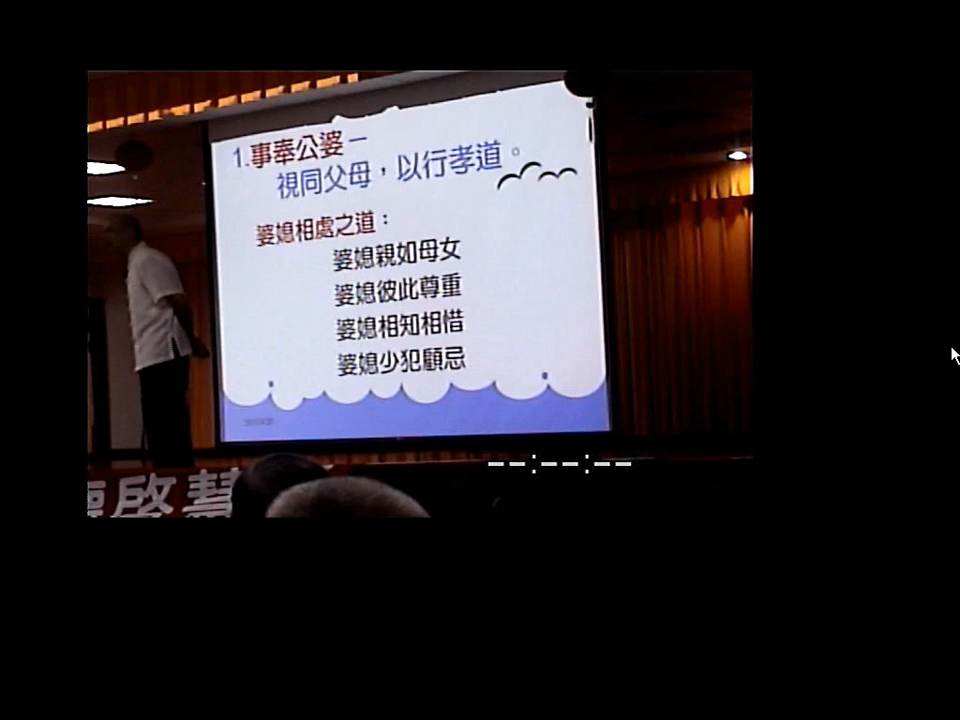 1.事奉公婆－
視同父母，以行孝道。
婆媳相處之道：
婆媳親如母女
婆媳彼此尊重
婆媳相知相惜
婆媳少犯顧忌
--:--:--
啓慧